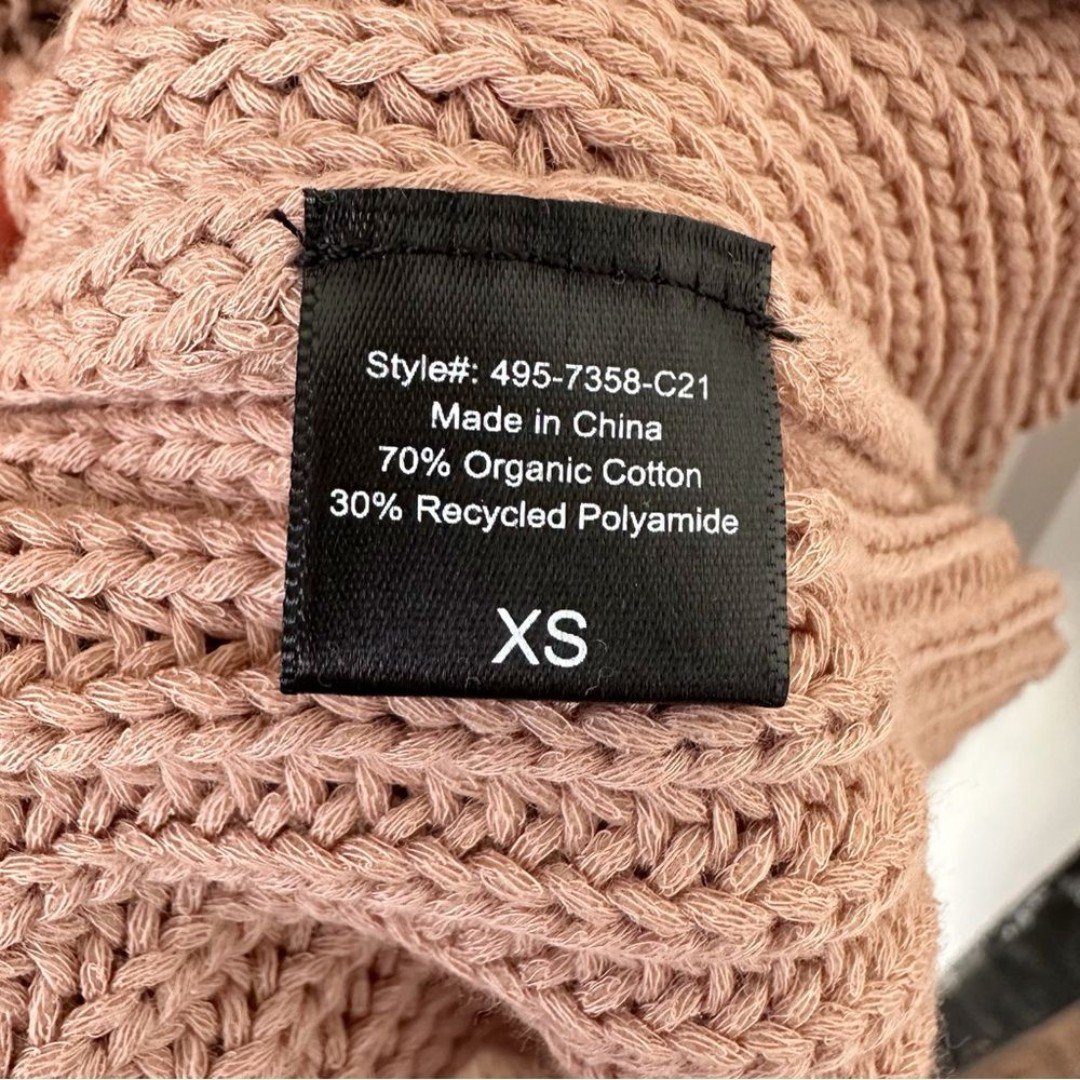 Style#: 495-7358-C21
Made in China
70% Organic Cotton
30% Recycled Polyamide
XS